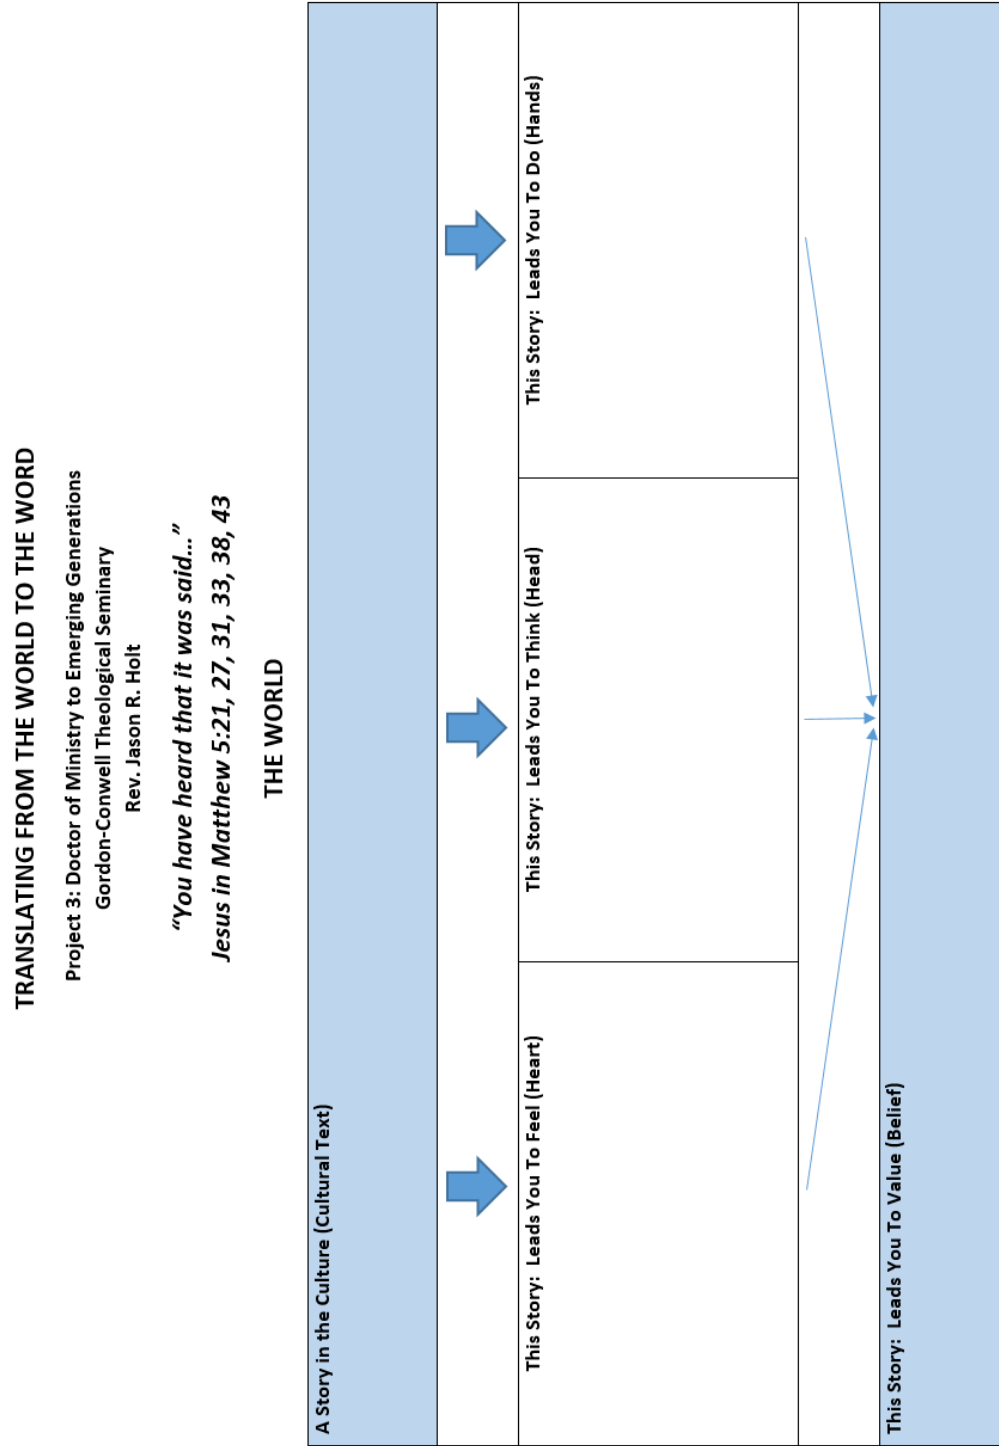 TRANSLATING FROM THE WORLD TO THE WORD
Project 3: Doctor of Ministry to Emerging Generations
Gordon-Conwell Theological Seminary
Rev. Jason R. Holt
“You have heard that it was said…”
Jesus in Matthew 5:21, 27, 31, 33, 38, 43
THE WORLD
A Story in the Culture (Cultural Text)
This Story:  Leads You To Feel (Heart)
This Story:  Leads You To Think (Head)
This Story:  Leads You To Do (Hands)
This Story:  Leads You To Value (Belief)